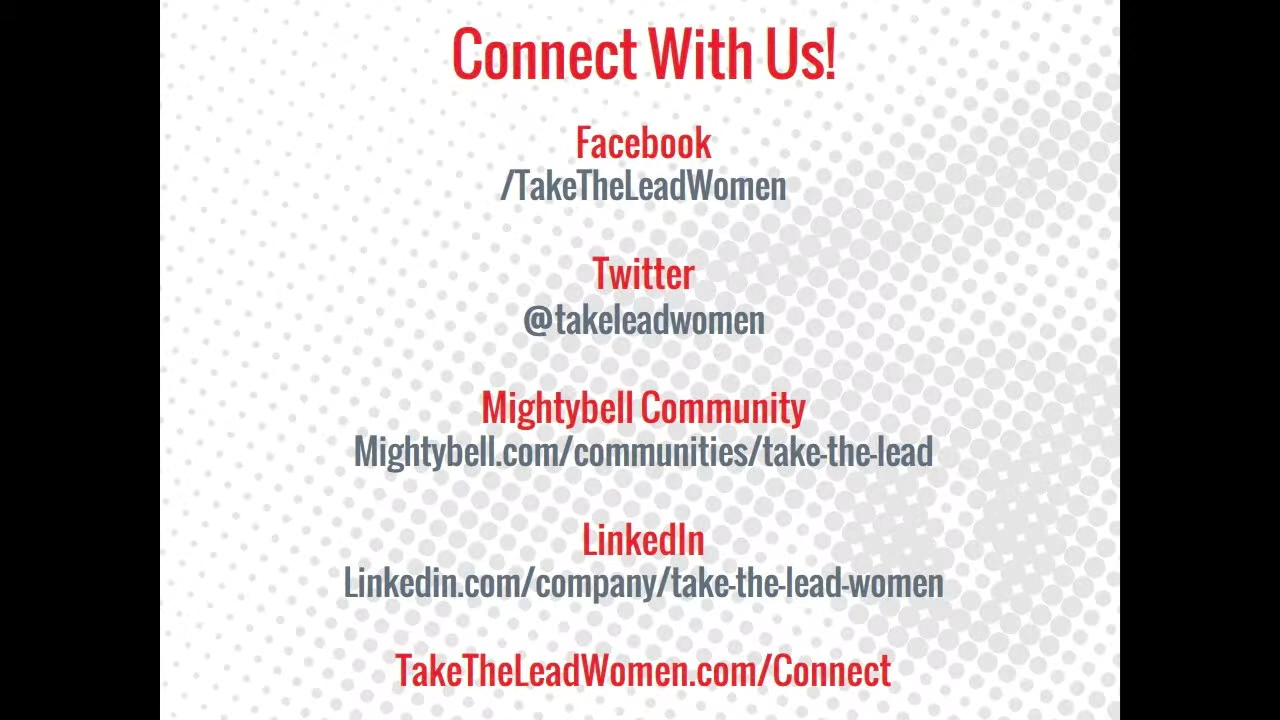 Connect With Us!
Facebook
/TakeTheLeadWomen
Twitter
@takeleadwomen
Mightybell Community
Mightybell.com/communities/take-the-lead
LinkedIn
Linkedin.com/company/take-the-lead-women
TakeTheLeadWomen.com/Connect